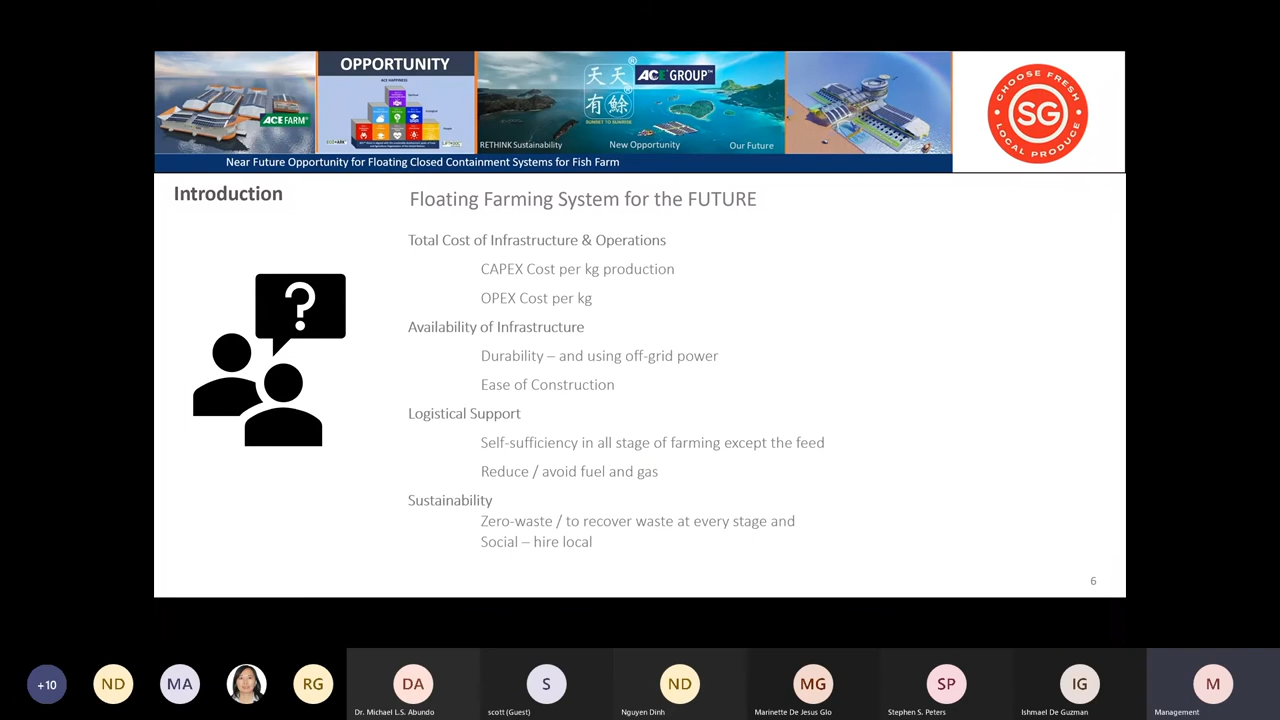 OPPORTUNITY
ACE HAPPINESS
ACE FARM®
天天
有餘
®
SUNSET TO SUNRISE
ACE GROUP™
RETHINK Sustainability
New Opportunity
Our Future
CHOOSE FRESH
SG
LOCAL PRODUCE
Near Future Opportunity for Floating Closed Containment Systems for Fish Farm
Introduction
Floating Farming System for the FUTURE
Total Cost of Infrastructure & Operations
CAPEX Cost per kg production
OPEX Cost per kg
Availability of Infrastructure
Durability – and using off-grid power
Ease of Construction
Logistical Support
Self-sufficiency in all stage of farming except the feed
Reduce / avoid fuel and gas
Sustainability
Zero-waste / to recover waste at every stage and
Social – hire local
?
6
+10
ND
MA
RG
DA
S
ND
MG
SP
IG
M
Dr. Michael L.S. Abundo
scott (Guest)
Nguyen Dinh
Marinette De Jesus Glo
Stephen S. Peters
Ishmael De Guzman
Management